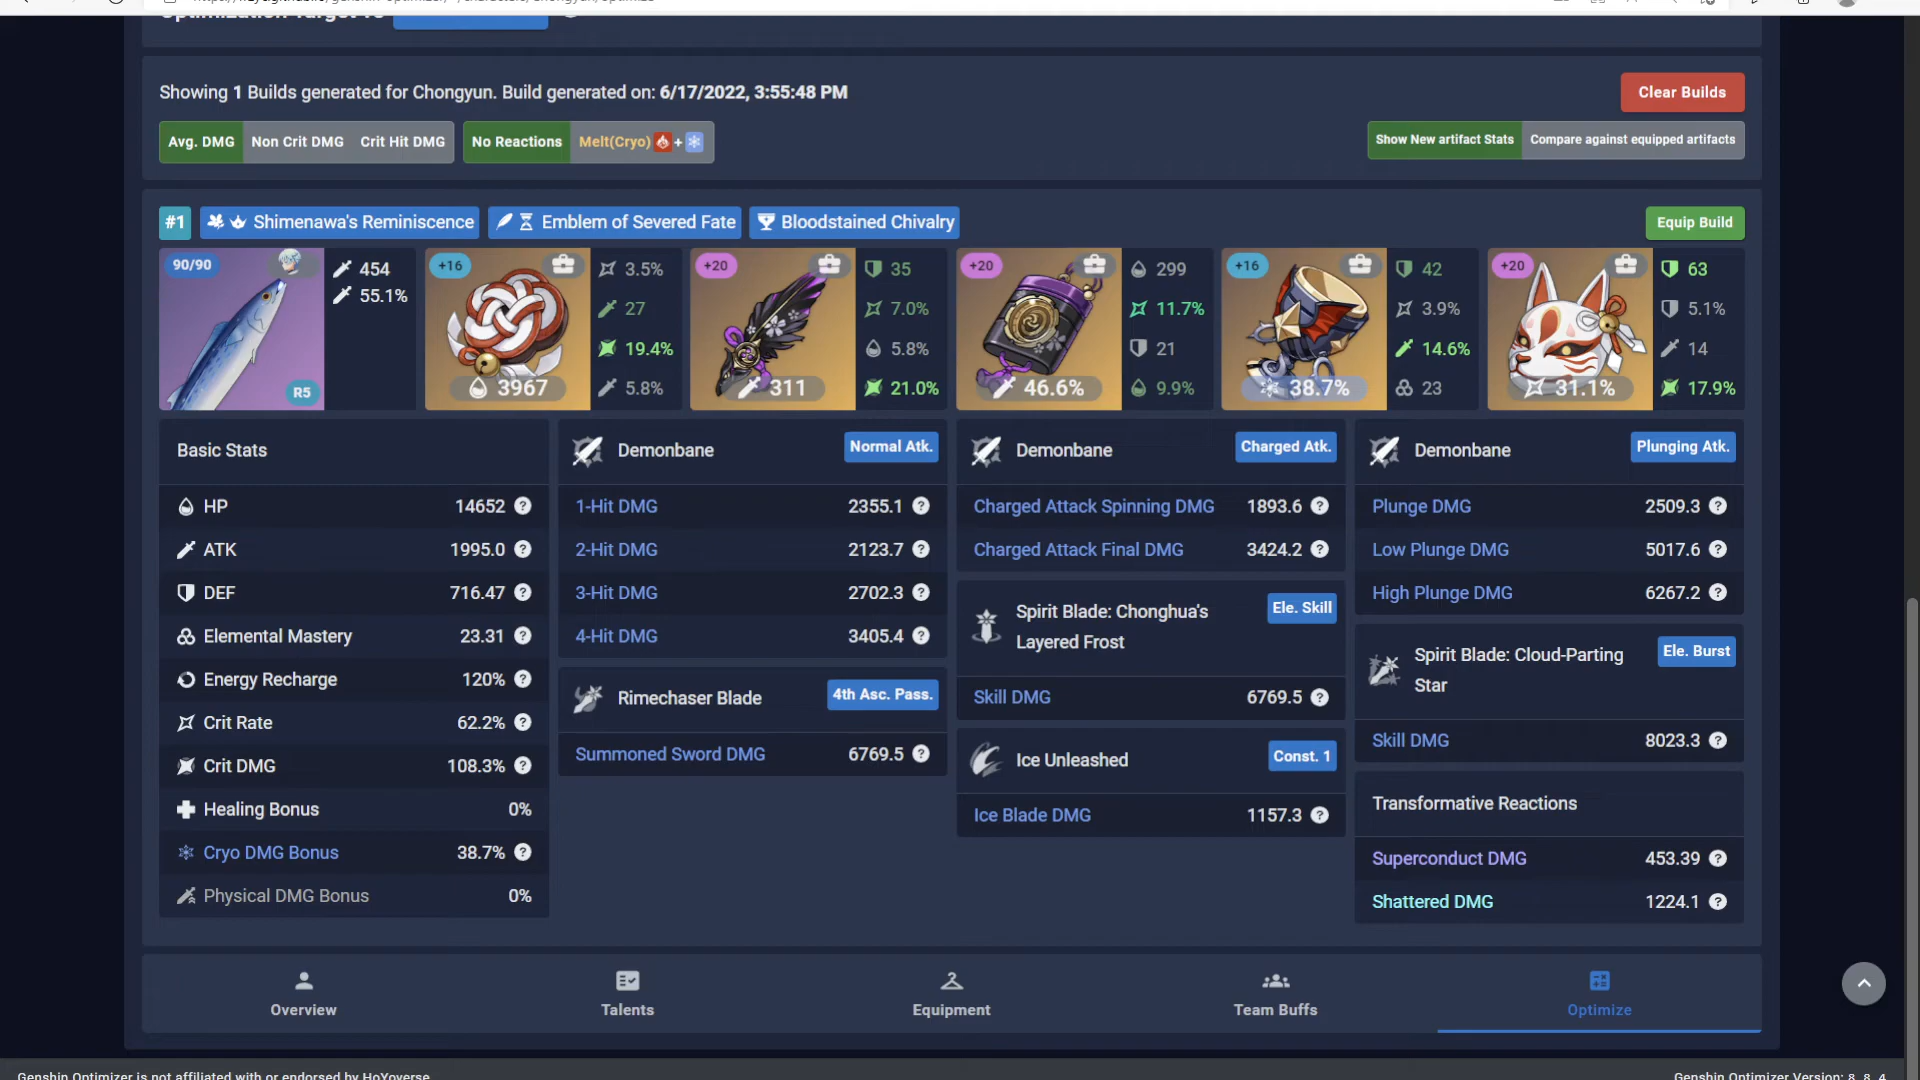 Showing 1 Builds generated for Chongyun. Build generated on: 6/17/2022, 3:55:48 PM
Clear Builds
Avg. DMG Non Crit DMG Crit Hit DMG No Reactions Melt(Cryo) +
Show New artifact Stats Compare against equipped artifacts
#1 Shimenawa's Reminiscence Emblem of Severed Fate Bloodstained Chivalry
Equip Build
90/90
R5
454
55.1%
+16
3967
3.5%
27
19.4%
5.8%
+20
311
35
7.0%
5.8%
21.0%
+20
46.6%
299
11.7%
21
9.9%
+16
38.7%
42
3.9%
14.6%
23
+20
31.1%
63
5.1%
14
17.9%
Basic Stats
HP 14652
ATK 1995.0
DEF 716.47
Elemental Mastery 23.31
Energy Recharge 120%
Crit Rate 62.2%
Crit DMG 108.3%
Healing Bonus 0%
Cryo DMG Bonus 38.7%
Physical DMG Bonus 0%
Demonbane Normal Atk.
1-Hit DMG 2355.1
2-Hit DMG 2123.7
3-Hit DMG 2702.3
4-Hit DMG 3405.4
Rimechaser Blade 4th Asc. Pass.
Summoned Sword DMG 6769.5
Demonbane Charged Atk.
Charged Attack Spinning DMG 1893.6
Charged Attack Final DMG 3424.2
Spirit Blade: Chonghua's
Layered Frost
Ele. Skill
Skill DMG 6769.5
Ice Unleashed Const. 1
Ice Blade DMG 1157.3
Demonbane Plunging Atk.
Plunge DMG 2509.3
Low Plunge DMG 5017.6
High Plunge DMG 6267.2
Spirit Blade: Cloud-Parting
Star
Ele. Burst
Skill DMG 8023.3
Transformative Reactions
Superconduct DMG 453.39
Shattered DMG 1224.1
Overview Talents Equipment Team Buffs Optimize
Genshin Optimizer is not affiliated with or endorsed by HoYoverse.
Genshin Optimizer Version: 8.8.4